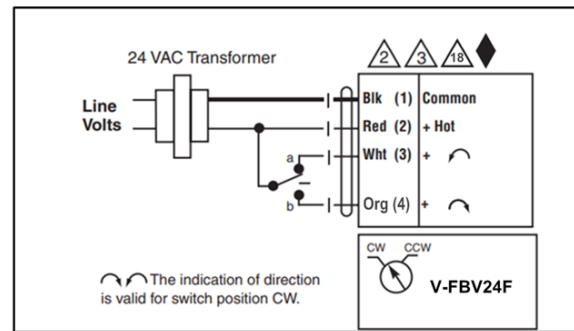 24 VAC Transformer
2 3 18
Line
Volts
Blk (1) Common
Red (2) + Hot
a Wht (3) +
b Org (4) +
CW CCW
V-FBV24F
The indication of direction
is valid for switch position CW.